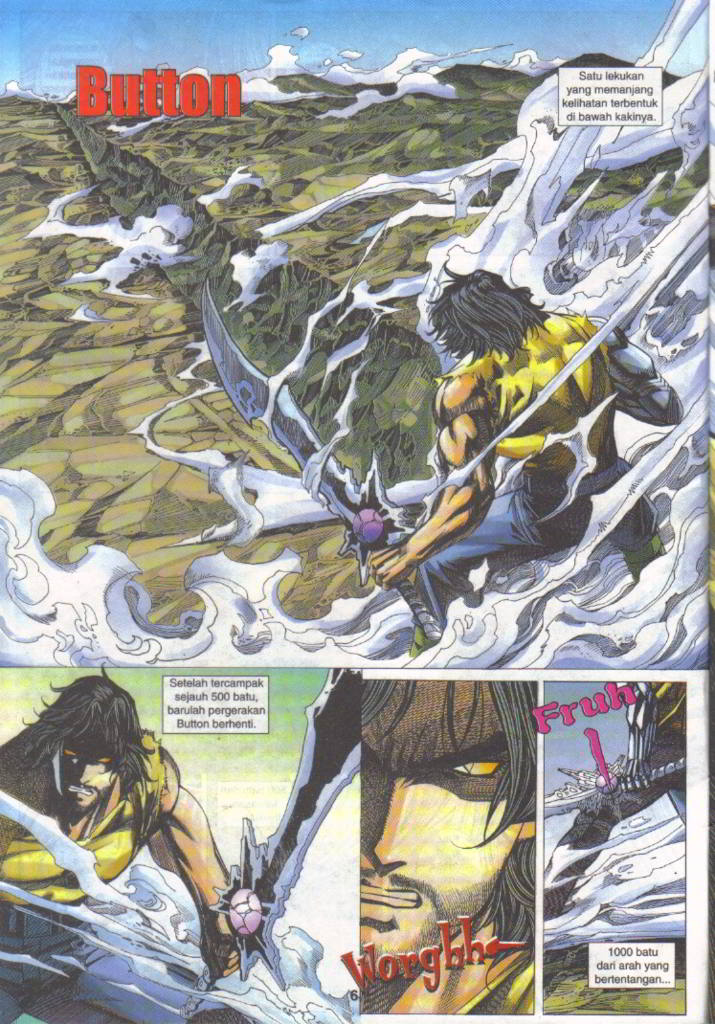 Button
Satu lekukan
yang memanjang
kelihatan terbentuk
di bawah kakinya.
Setelah tercampak
sejauh 500 batu,
barulah pergerakan
Button berhenti.
Worghh
Fruh
!
1000 batu
dari arah yang
bertentangan...
6